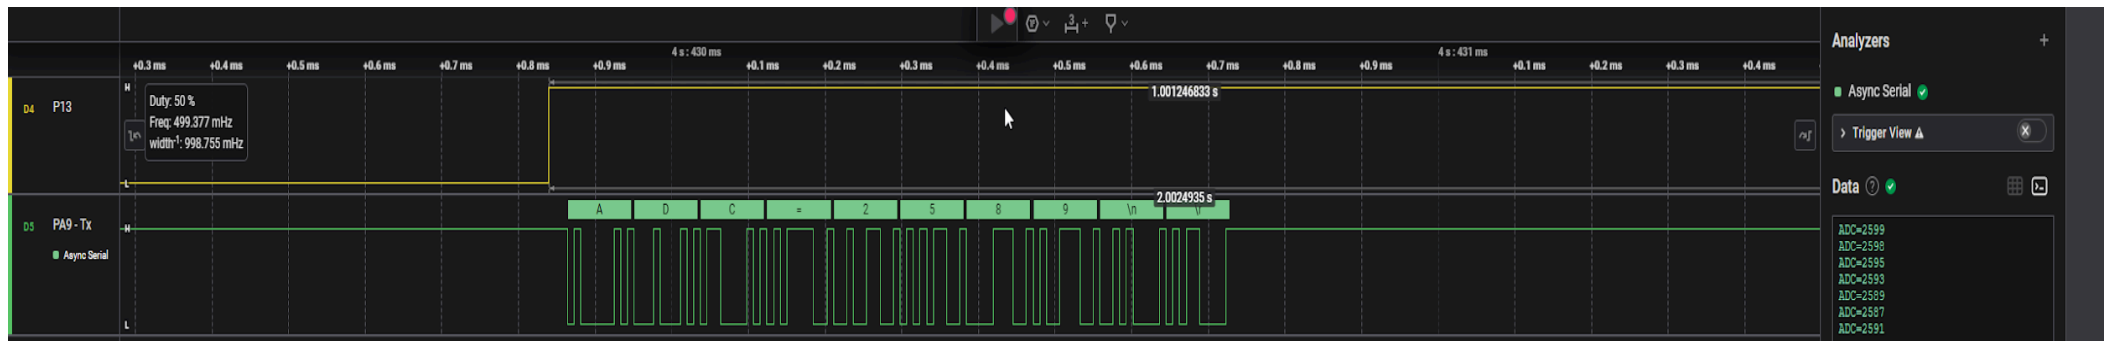 3
4 s : 430 ms
4 s : 431 ms
+0.3 ms +0.4 ms +0.5 ms +0.6 ms +0.7 ms +0.8 ms +0.9 ms +0.1 ms +0.2 ms +0.3 ms +0.4 ms +0.5 ms +0.6 ms +0.7 ms +0.8 ms +0.9 ms +0.1 ms +0.2 ms +0.3 ms +0.4 ms
D4 P13
H
L
Duty: 50 %
Freq: 499.377 mHz
width⁻¹: 998.755 mHz
1.001246833 s
2.0024935 s
D5 PA9 - Tx
Async Serial
H
L
A D C = 2 5 8 9 \n \r
Analyzers +
Async Serial
> Trigger View
Data
ADC=2599
ADC=2598
ADC=2595
ADC=2593
ADC=2589
ADC=2587
ADC=2591